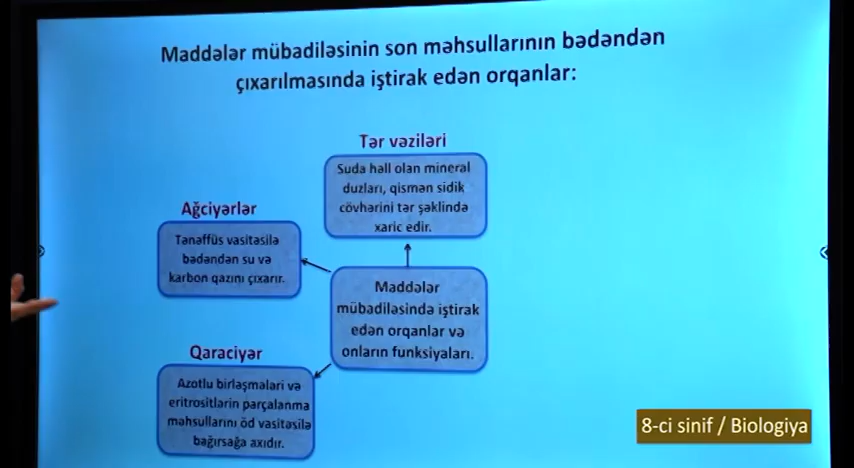 Maddələr mübadiləsinin son məhsullarının bədəndən
çıxarılmasında iştirak edən orqanlar:
Tər vəziləri
Suda həll olan mineral
duzları, qismən sidik
cövhərini tər şəklində
xaric edir.
Ağciyərlər
Tənəffüs vasitəsilə
bədəndən su və
karbon qazını çıxarır.
Maddələr
mübadiləsində iştirak
edən orqanlar və
onların funksiyaları.
Qaraciyər
Azotlu birləşmələri və
eritrositlərin parçalanma
məhsullarını öd vasitəsilə
bağırsağa axıdır.
8-ci sinif / Biologiya